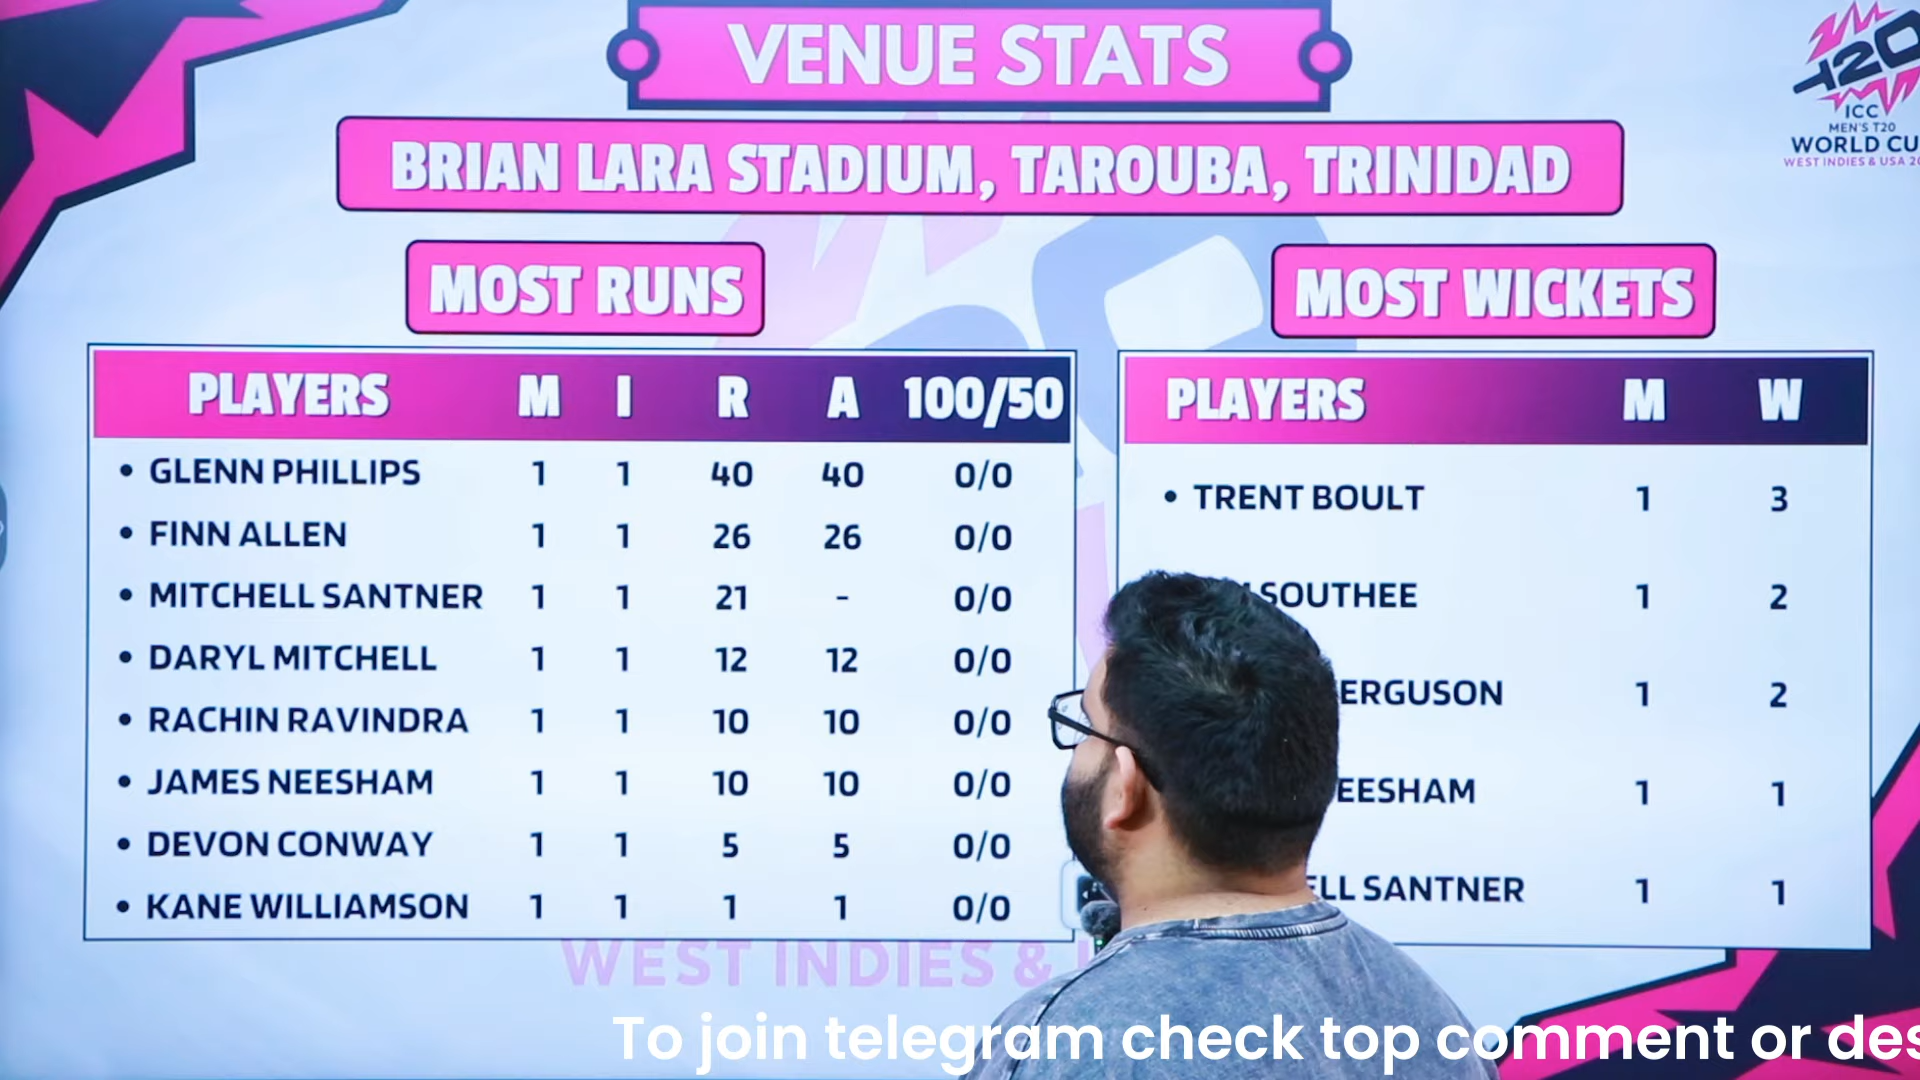 VENUE STATS
T20
ICC
MEN'S T20
WORLD CU
WEST INDIES & USA 20
BRIAN LARA STADIUM, TAROUBA, TRINIDAD
MOST RUNS
PLAYERS M I R A 100/50
• GLENN PHILLIPS 1 1 40 40 0/0
• FINN ALLEN 1 1 26 26 0/0
• MITCHELL SANTNER 1 1 21 - 0/0
• DARYL MITCHELL 1 1 12 12 0/0
• RACHIN RAVINDRA 1 1 10 10 0/0
• JAMES NEESHAM 1 1 10 10 0/0
• DEVON CONWAY 1 1 5 5 0/0
• KANE WILLIAMSON 1 1 1 1 0/0
MOST WICKETS
PLAYERS M W
• TRENT BOULT 1 3
SOUTHEE 1 2
ERGUSON 1 2
EESHAM 1 1
ELL SANTNER 1 1
WEST INDIES &
To join telegram check top comment or des